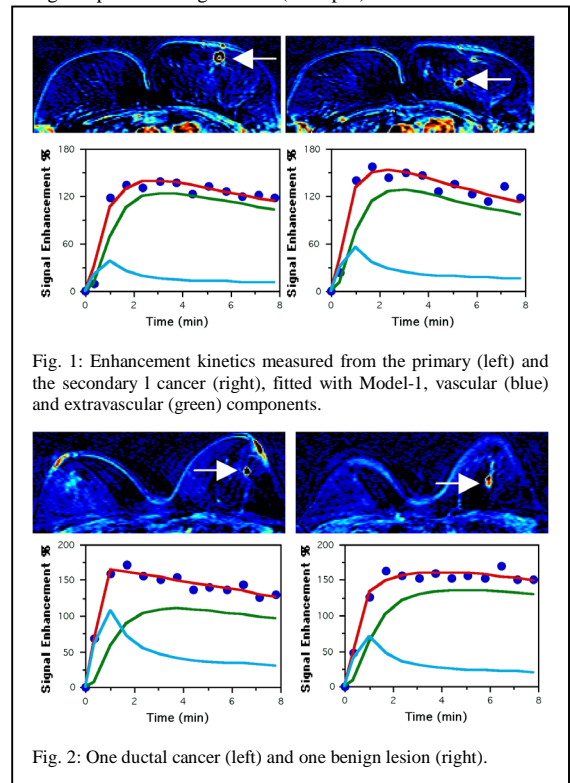 180
120
60
0
Signal Enhancement %
0 2 4 6 8
Time (min)
180
120
60
0
Signal Enhancement %
0 2 4 6 8
Time (min)
Fig. 1: Enhancement kinetics measured from the primary (left) and
the secondary l cancer (right), fitted with Model-1, vascular (blue)
and extravascular (green) components.
200
150
100
50
0
Signal Enhancement %
0 2 4 6 8
Time (min)
200
150
100
50
0
Signal Enhancement %
0 2 4 6 8
Time (min)
Fig. 2: One ductal cancer (left) and one benign lesion (right).